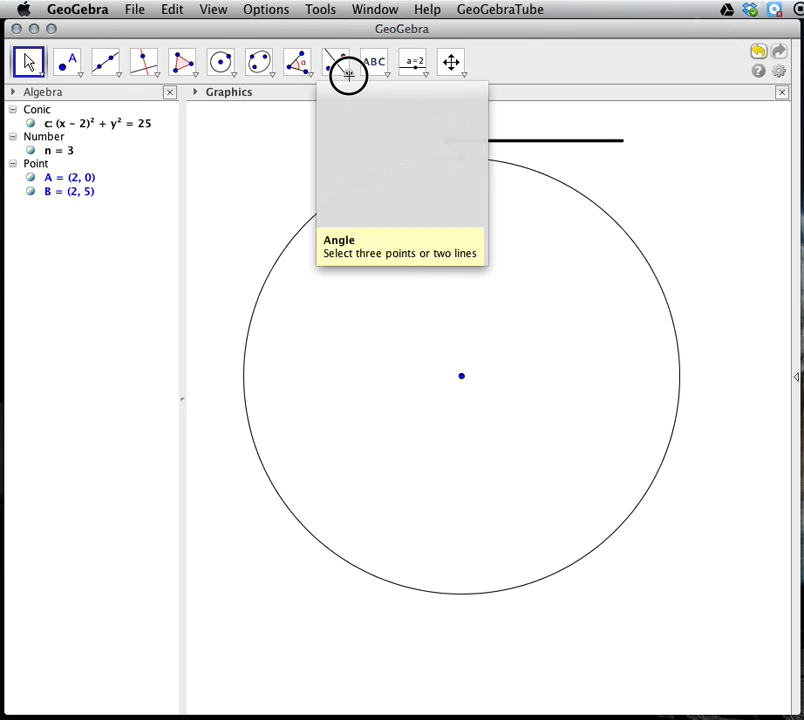 GeoGebra File Edit View Options Tools Window Help GeoGebraTube
GeoGebra
A α ABC a=2
Algebra
Graphics
Conic
c: (x – 2)² + y² = 25
Number
n = 3
Point
A = (2, 0)
B = (2, 5)
Angle
Select three points or two lines